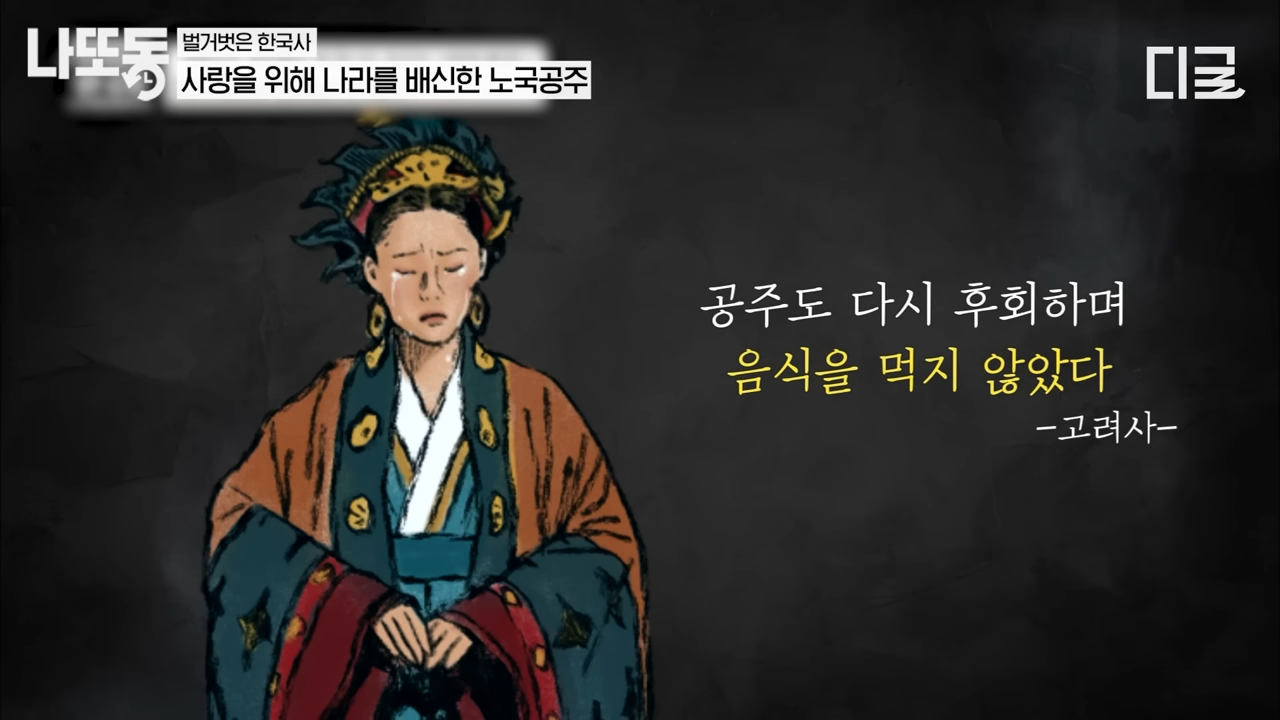 나또동
벌거벗은 한국사
사랑을 위해 나라를 배신한 노국공주
디글
공주도 다시 후회하며
음식을 먹지 않았다
-고려사-